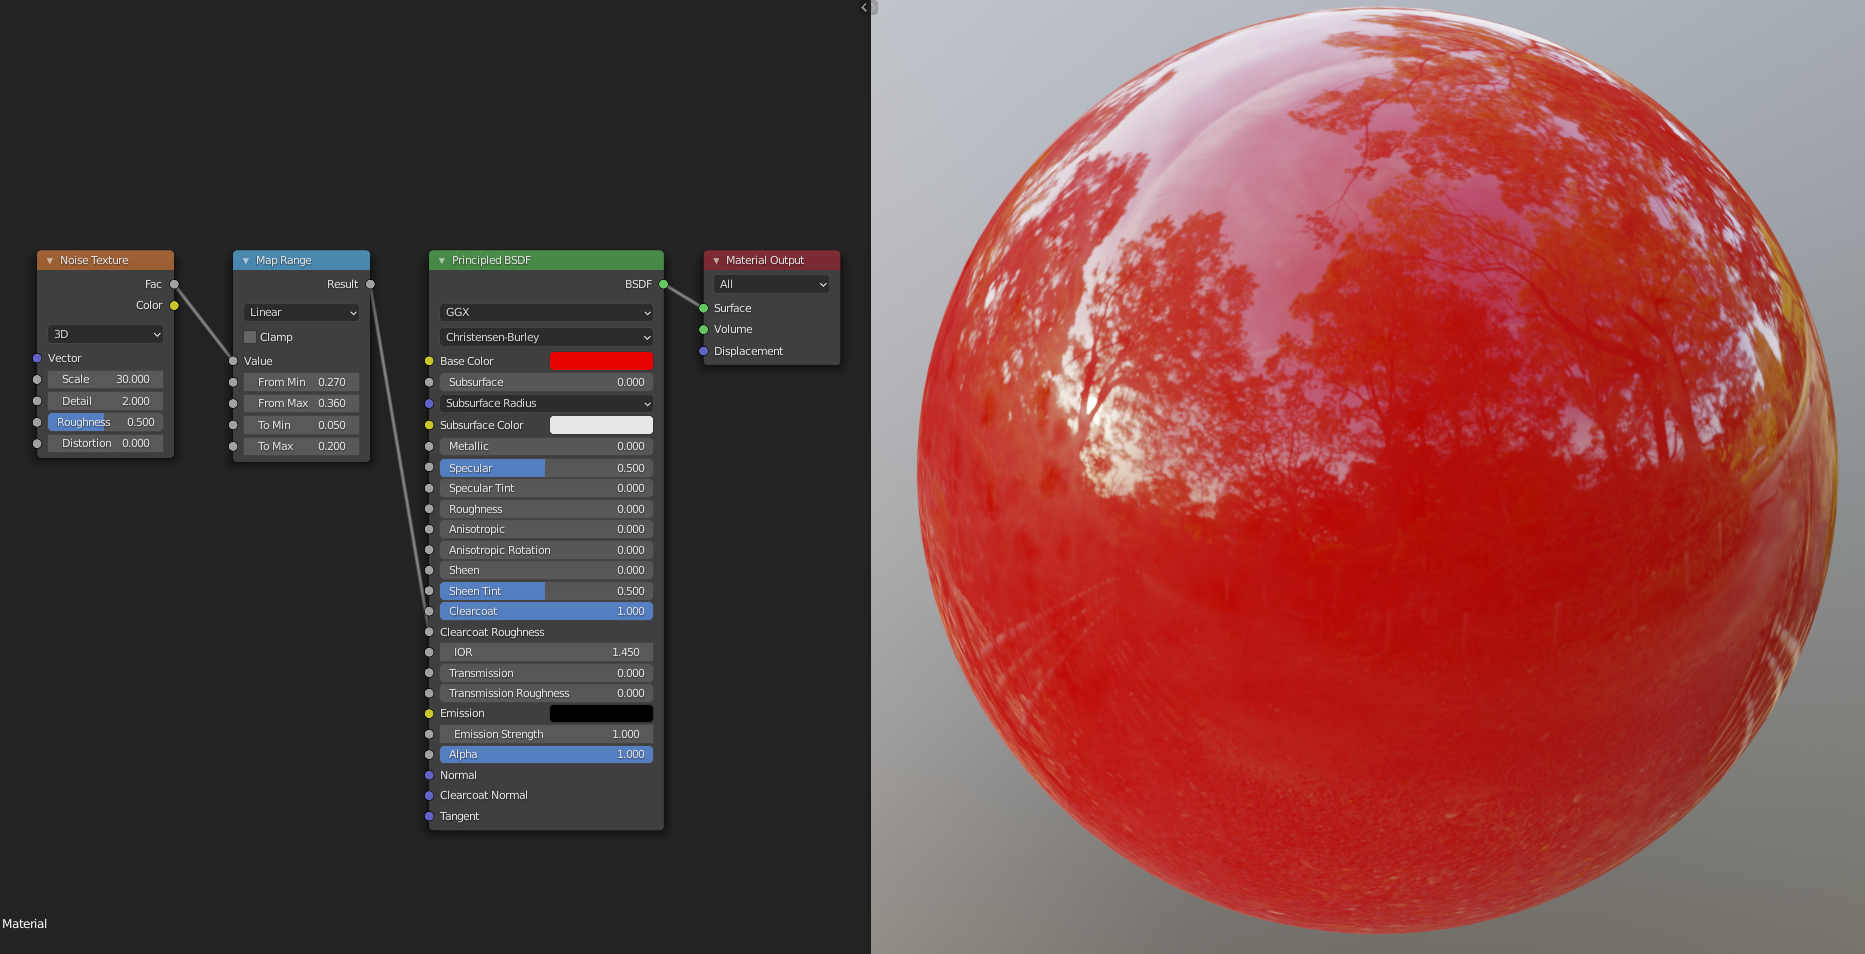 Noise Texture
Fac
Color
3D
Vector
Scale 30.000
Detail 2.000
Roughness 0.500
Distortion 0.000
Map Range
Result
Linear
Clamp
Value
From Min 0.270
From Max 0.360
To Min 0.050
To Max 0.200
Principled BSDF
BSDF
GGX
Christensen-Burley
Base Color
Subsurface 0.000
Subsurface Radius
Subsurface Color
Metallic 0.000
Specular 0.500
Specular Tint 0.000
Roughness 0.000
Anisotropic 0.000
Anisotropic Rotation 0.000
Sheen 0.000
Sheen Tint 0.500
Clearcoat 1.000
Clearcoat Roughness
IOR 1.450
Transmission 0.000
Transmission Roughness 0.000
Emission
Emission Strength 1.000
Alpha 1.000
Normal
Clearcoat Normal
Tangent
Material Output
All
Surface
Volume
Displacement
Material